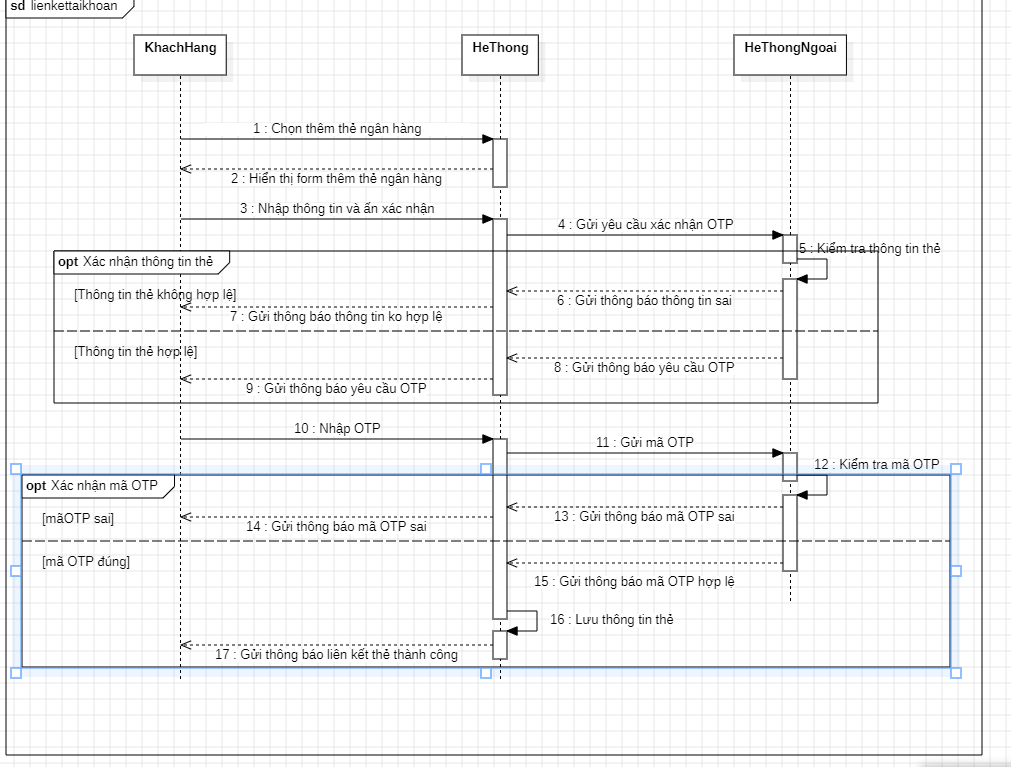 sd lienkettaikhoan
KhachHang
HeThong
HeThongNgoai
1 : Chọn thêm thẻ ngân hàng
2 : Hiển thị form thêm thẻ ngân hàng
3 : Nhập thông tin và ấn xác nhận
4 : Gửi yêu cầu xác nhận OTP
5 : Kiểm tra thông tin thẻ
opt Xác nhận thông tin thẻ
[Thông tin thẻ không hợp lệ]
6 : Gửi thông báo thông tin sai
7 : Gửi thông báo thông tin ko hợp lệ
[Thông tin thẻ hợp lệ]
8 : Gửi thông báo yêu cầu OTP
9 : Gửi thông báo yêu cầu OTP
10 : Nhập OTP
11 : Gửi mã OTP
12 : Kiểm tra mã OTP
opt Xác nhận mã OTP
[mãOTP sai]
13 : Gửi thông báo mã OTP sai
14 : Gửi thông báo mã OTP sai
[mã OTP đúng]
15 : Gửi thông báo mã OTP hợp lệ
16 : Lưu thông tin thẻ
17 : Gửi thông báo liên kết thẻ thành công